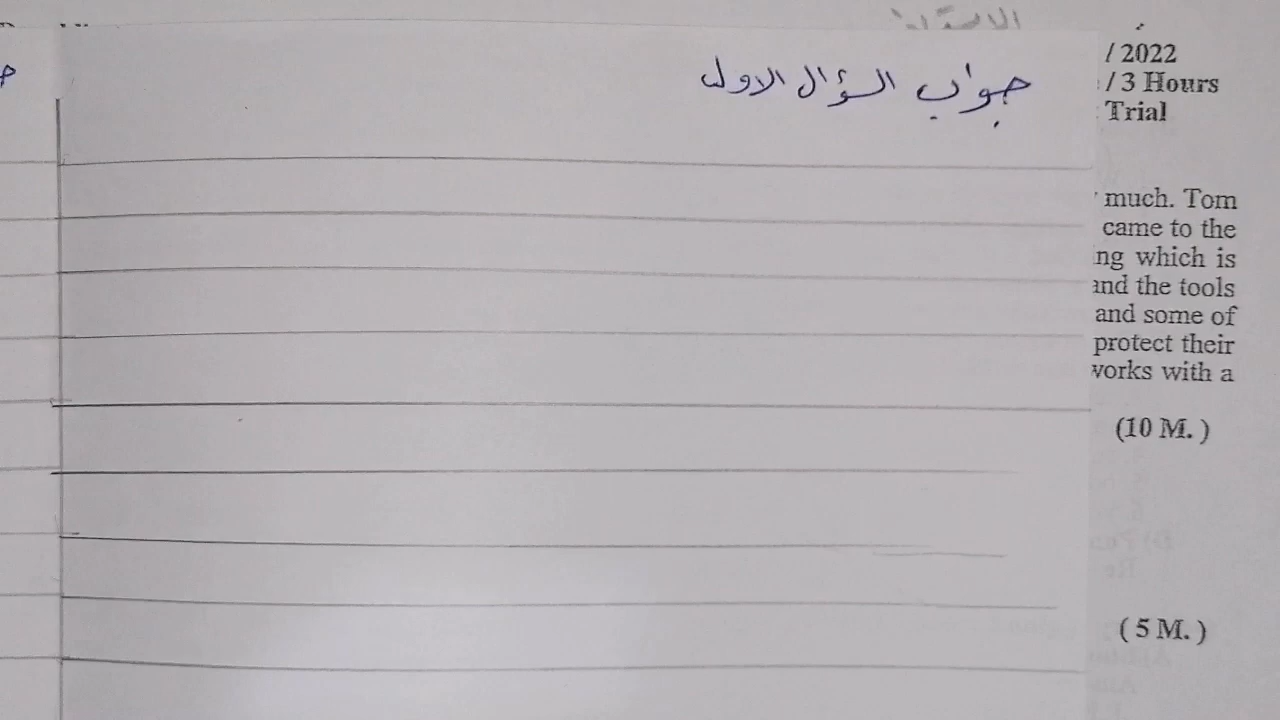 جواب السؤال الاول
/ 2022
/ 3 Hours
Trial
much. Tom
came to the
which is
and the tools
and some of
protect their
works with a
(10 M. )
( 5 M. )